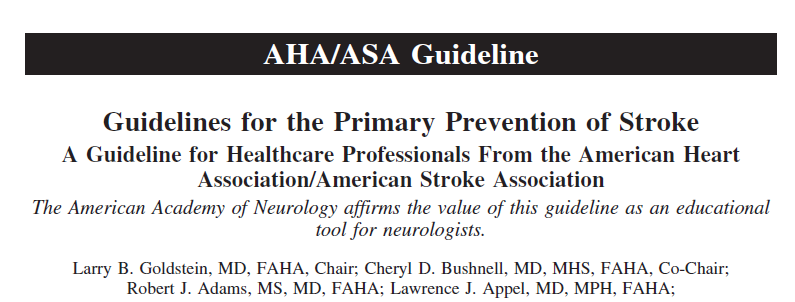 AHA/ASA Guideline
Guidelines for the Primary Prevention of Stroke
A Guideline for Healthcare Professionals From the American Heart
Association/American Stroke Association
The American Academy of Neurology affirms the value of this guideline as an educational
tool for neurologists.
Larry B. Goldstein, MD, FAHA, Chair; Cheryl D. Bushnell, MD, MHS, FAHA, Co-Chair;
Robert J. Adams, MS, MD, FAHA; Lawrence J. Appel, MD, MPH, FAHA;